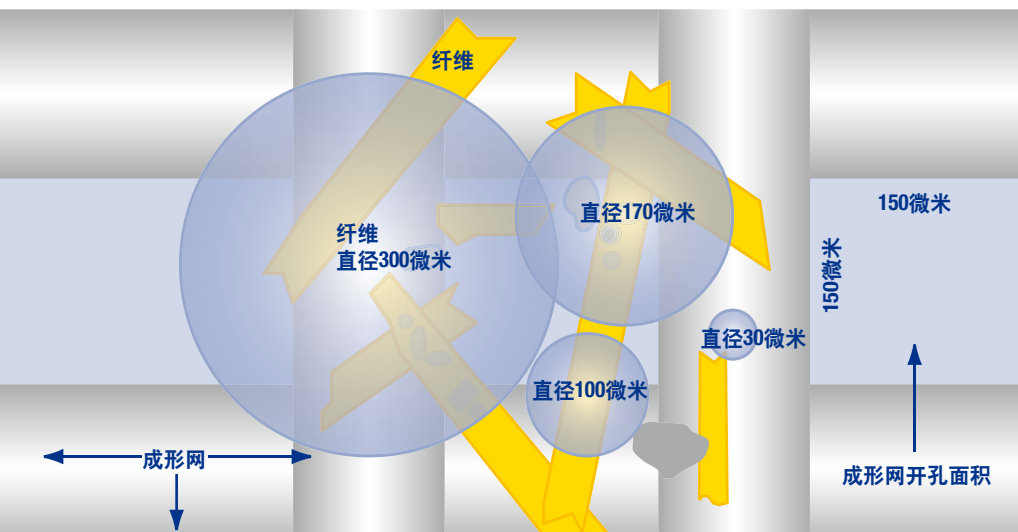 纤维
直径170微米
150微米
纤维
直径300微米
150微米
直径30微米
直径100微米
成形网
成形网开孔面积